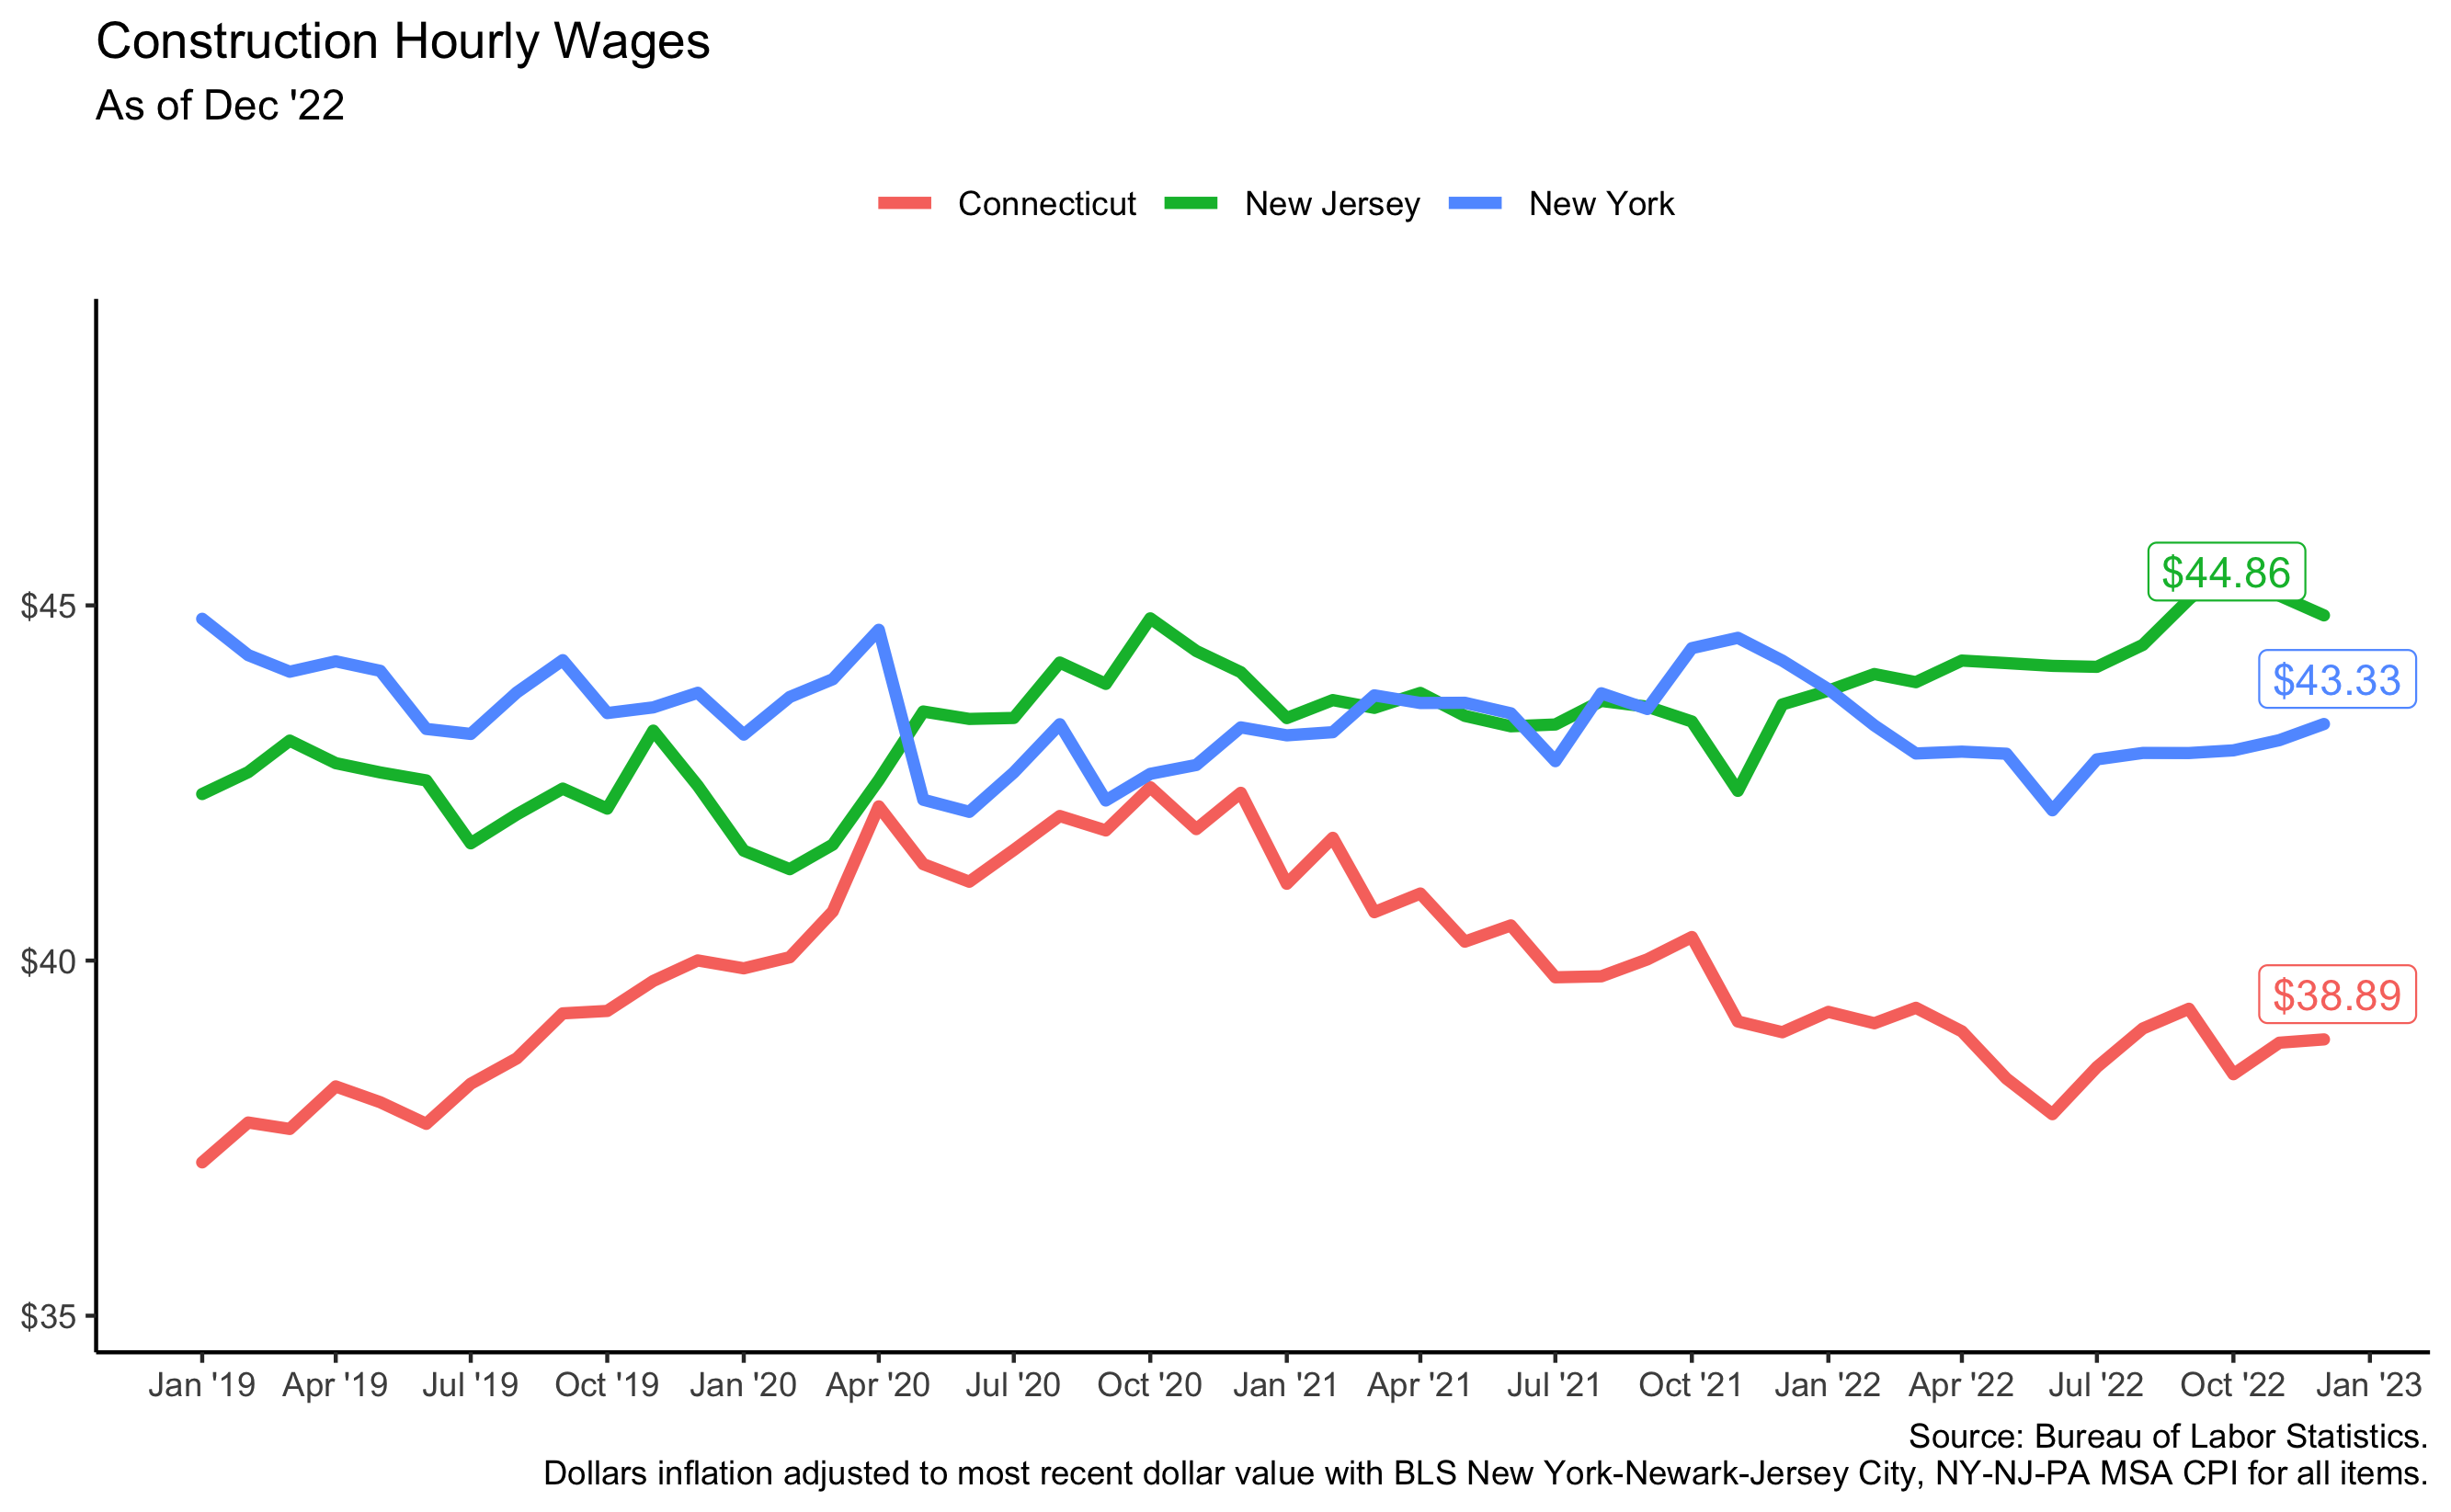 Construction Hourly Wages
As of Dec '22
Connecticut New Jersey New York
$44.86
$45
$43.33
$40
$38.89
$35
Jan '19 Apr '19 Jul '19 Oct '19 Jan '20 Apr '20 Jul '20 Oct '20 Jan '21 Apr '21 Jul '21 Oct '21 Jan '22 Apr '22 Jul '22 Oct '22 Jan '23
Source: Bureau of Labor Statistics.
Dollars inflation adjusted to most recent dollar value with BLS New York-Newark-Jersey City, NY-NJ-PA MSA CPI for all items.